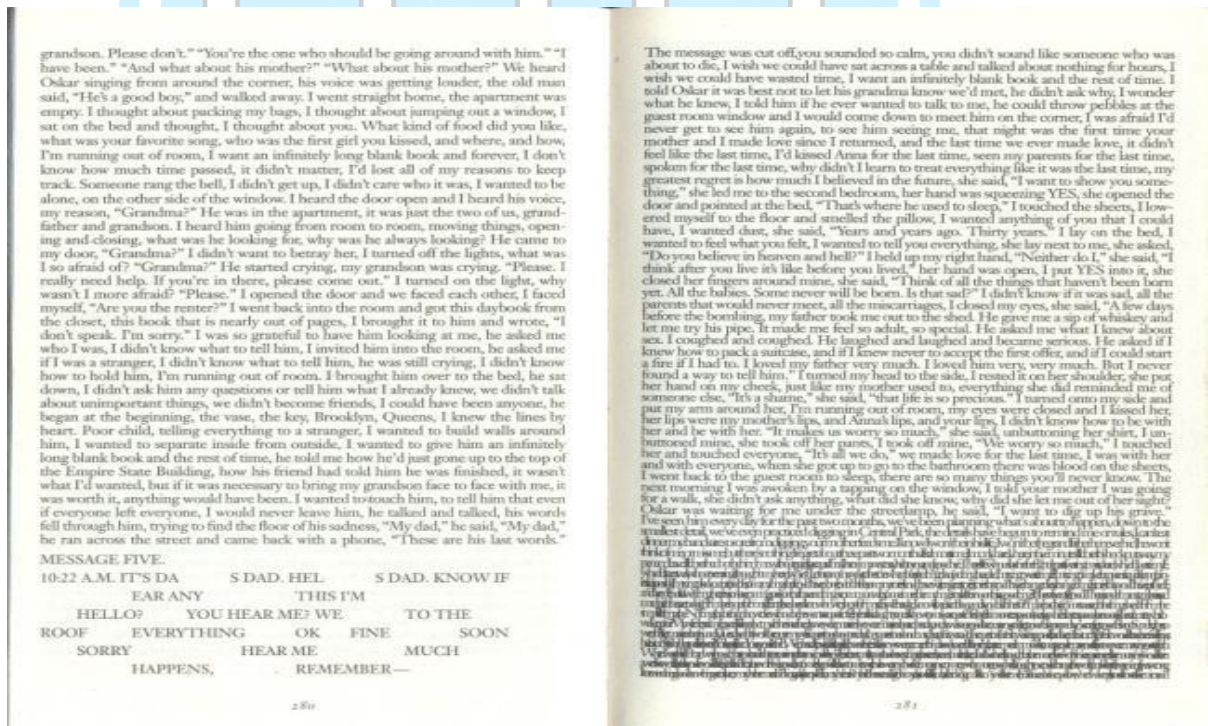 grandson. Please don't." "You're the one who should be going around with him." "I
have been." "And what about his mother?" "What about his mother?" We heard
Oskar singing from around the corner, his voice was getting louder, the old man
said, "He's a good boy," and walked away. I went straight home, the apartment was
empty. I thought about packing my bags, I thought about jumping out a window, I
sat on the bed and thought, I thought about you. What kind of food did you like,
what was your favorite song, who was the first girl you kissed, and where, and how,
I'm running out of room, I want an infinitely long blank book and forever, I don't
know how much time passed, it didn't matter, I'd lost all of my reasons to keep
track. Someone rang the bell, I didn't get up, I didn't care who it was, I wanted to be
alone, on the other side of the window. I heard the door open and I heard his voice,
my reason, "Grandma?" He was in the apartment, it was just the two of us, grand-
father and grandson. I heard him going from room to room, moving things, open-
ing and closing, what was he looking for, why was he always looking? He came to
my door, "Grandma?" I didn't want to betray her, I turned off the lights, what was
I so afraid of? "Grandma?" He started crying, my grandson was crying. "Please. I
really need help. If you're in there, please come out." I turned on the light, why
wasn't I more afraid? "Please." I opened the door and we faced each other, I faced
myself, "Are you the renter?" I went back into the room and got this daybook from
the closet, this book that is nearly out of pages, I brought it to him and wrote, "I
don't speak. I'm sorry." I was so grateful to have him looking at me, he asked me
who I was, I didn't know what to tell him, I invited him into the room, he asked me
if I was a stranger, I didn't know what to tell him, he was still crying, I didn't know
how to hold him, I'm running out of room. I brought him over to the bed, he sat
down, I didn't ask him any questions or tell him what I already knew, we didn't talk
about unimportant things, we didn't become friends, I could have been anyone, he
began at the beginning, the vase, the key, Brooklyn, Queens, I knew the lines by
heart. Poor child, telling everything to a stranger, I wanted to build walls around
him, I wanted to separate inside from outside, I wanted to give him an infinitely
long blank book and the rest of time, he told me how he'd just gone up to the top of
the Empire State Building, how his friend had told him he was finished, it wasn't
what I'd wanted, but if it was necessary to bring my grandson face to face with me, it
was worth it, anything would have been. I wanted to touch him, to tell him that even
if everyone left everyone, I would never leave him, he talked and talked, his words
fell through him, trying to find the floor of his sadness, "My dad," he said, "My dad,"
he ran across the street and came back with a phone, "These are his last words."
MESSAGE FIVE.
10:22 A.M. IT'S DA S DAD. HEL S DAD. KNOW IF
EAR ANY THIS I'M
HELLO? YOU HEAR ME? WE TO THE
ROOF EVERYTHING OK FINE SOON
SORRY HEAR ME MUCH
HAPPENS, . REMEMBER—
280
The message was cut off, you sounded so calm, you didn't sound like someone who was
about to die, I wish we could have sat across a table and talked about nothing for hours, I
wish we could have wasted time, I want an infinitely blank book and the rest of time. I
told Oskar it was best not to let his grandma know we'd met, he didn't ask why, I wonder
what he knew, I told him if he ever wanted to talk to me, he could throw pebbles at the
guest room window and I would come down to meet him on the corner, I was afraid I'd
never get to see him again, to see him seeing me, that night was the first time your
mother and I made love since I returned, and the last time we ever made love, it didn't
feel like the last time, I'd kissed Anna for the last time, seen my parents for the last time,
spoken for the last time, why didn't I learn to treat everything like it was the last time, my
greatest regret is how much I believed in the future, she said, "I want to show you some-
thing," she led me to the second bedroom, her hand was squeezing YES, she opened the
door and pointed at the bed, "That's where he used to sleep," I touched the sheets, I low-
ered myself to the floor and smelled the pillow, I wanted anything of you that I could
have, I wanted dust, she said, "Years and years ago. Thirty years." I lay on the bed, I
wanted to feel what you felt, I wanted to tell you everything, she lay next to me, she asked,
"Do you believe in heaven and hell?" I held up my right hand, "Neither do I," she said, "I
think after you live it's like before you lived," her hand was open, I put YES into it, she
closed her fingers around mine, she said, "Think of all the things that haven't been born
yet. All the babies. Some never will be born. Is that sad?" I didn't know if it was sad, all the
parents that would never meet, all the miscarriages, I closed my eyes, she said, "A few days
before the bombing, my father took me out to the shed. He gave me a sip of whiskey and
let me try his pipe. It made me feel so adult, so special. He asked me what I knew about
sex. I coughed and coughed. He laughed and laughed and became serious. He asked if I
knew how to pack a suitcase, and if I knew never to accept the first offer, and if I could start
a fire if I had to. I loved my father very much. I loved him very, very much. But I never
found a way to tell him." I turned my head to the side, I rested it on her shoulder, she put
her hand on my cheek, just like my mother used to, everything she did reminded me of
someone else, "It's a shame," she said, "that life is so precious." I turned onto my side and
put my arm around her, I'm running out of room, my eyes were closed and I kissed her,
her lips were my mother's lips, and Anna's lips, and your lips, I didn't know how to be with
her and be with her. "It makes us worry so much," she said, unbuttoning her shirt, I un-
buttoned mine, she took off her pants, I took off mine, "We worry so much," I touched
her and touched everyone, "It's all we do," we made love for the last time, I was with her
and with everyone, when she got up to go to the bathroom there was blood on the sheets,
I went back to the guest room to sleep, there are so many things you'll never know. The
next morning I was awoken by a tapping on the window, I told your mother I was going
for a walk, she didn't ask anything, what did she know, why did she let me out of her sight?
Oskar was waiting for me under the streetlamp, he said, "I want to dig up his grave."
I've seen him every day for the past two months, we've been planning what's about to happen, down to the
smallest detail, we've even practiced digging in Central Park, the details have begun to remind me
281